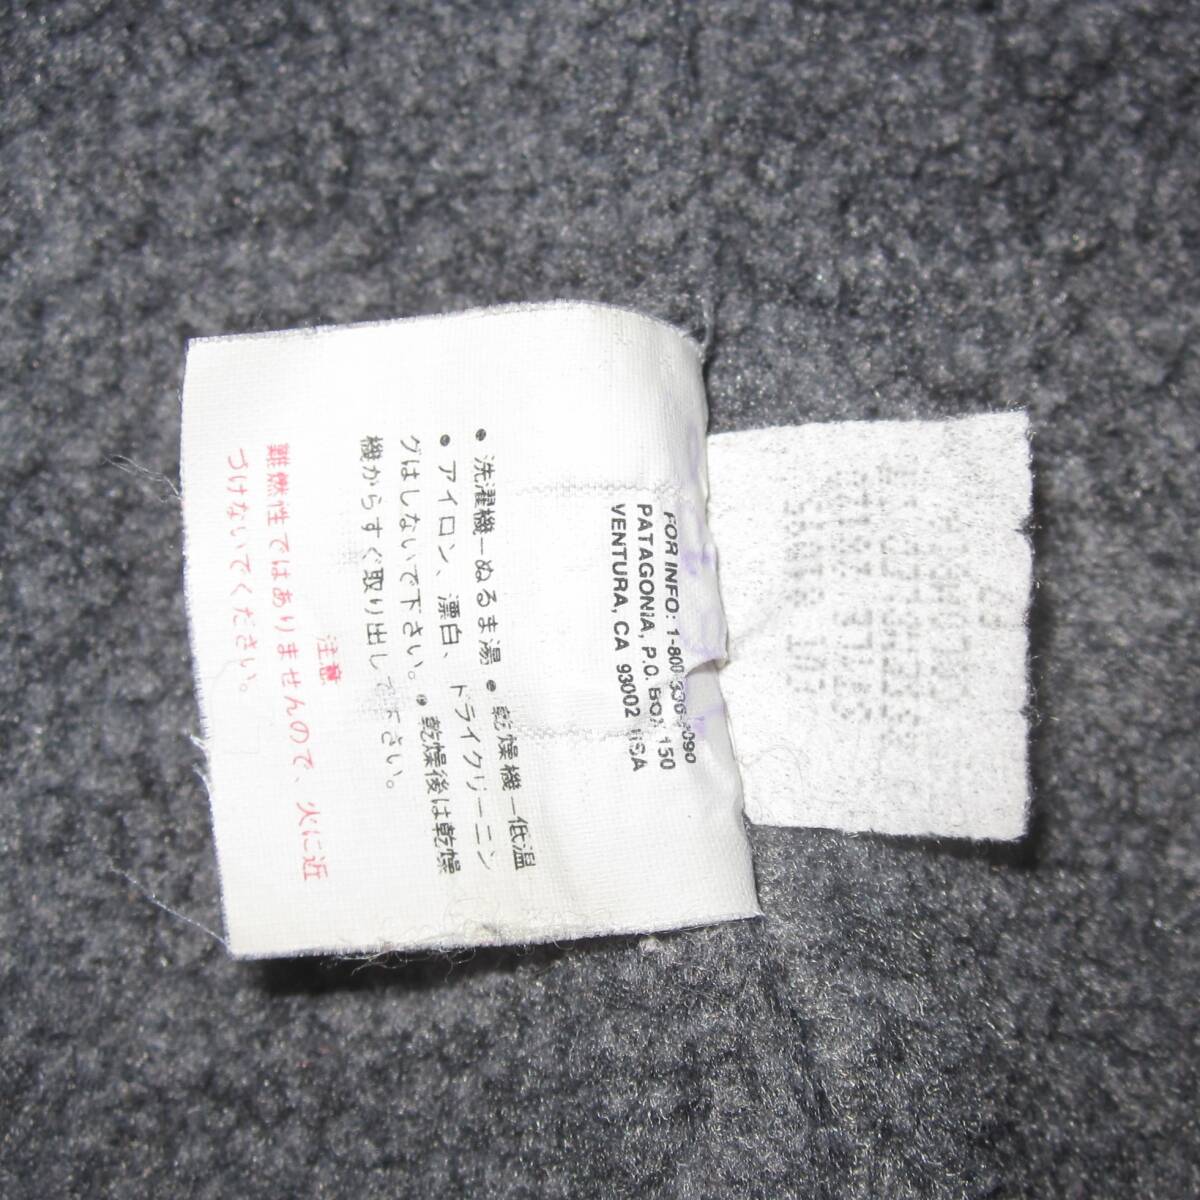 FOR INFO: 1-800-336-9090
PATAGONIA, P.O. BOX 150
VENTURA, CA 93002 USA
● 洗濯機－ぬるま湯 ● 乾燥機－低温
● アイロン、漂白、ドライクリーニン
グはしないで下さい。● 乾燥後は乾燥
機からすぐ取り出して下さい。
注意
難燃性ではありませんので、火に近
づけないでください。